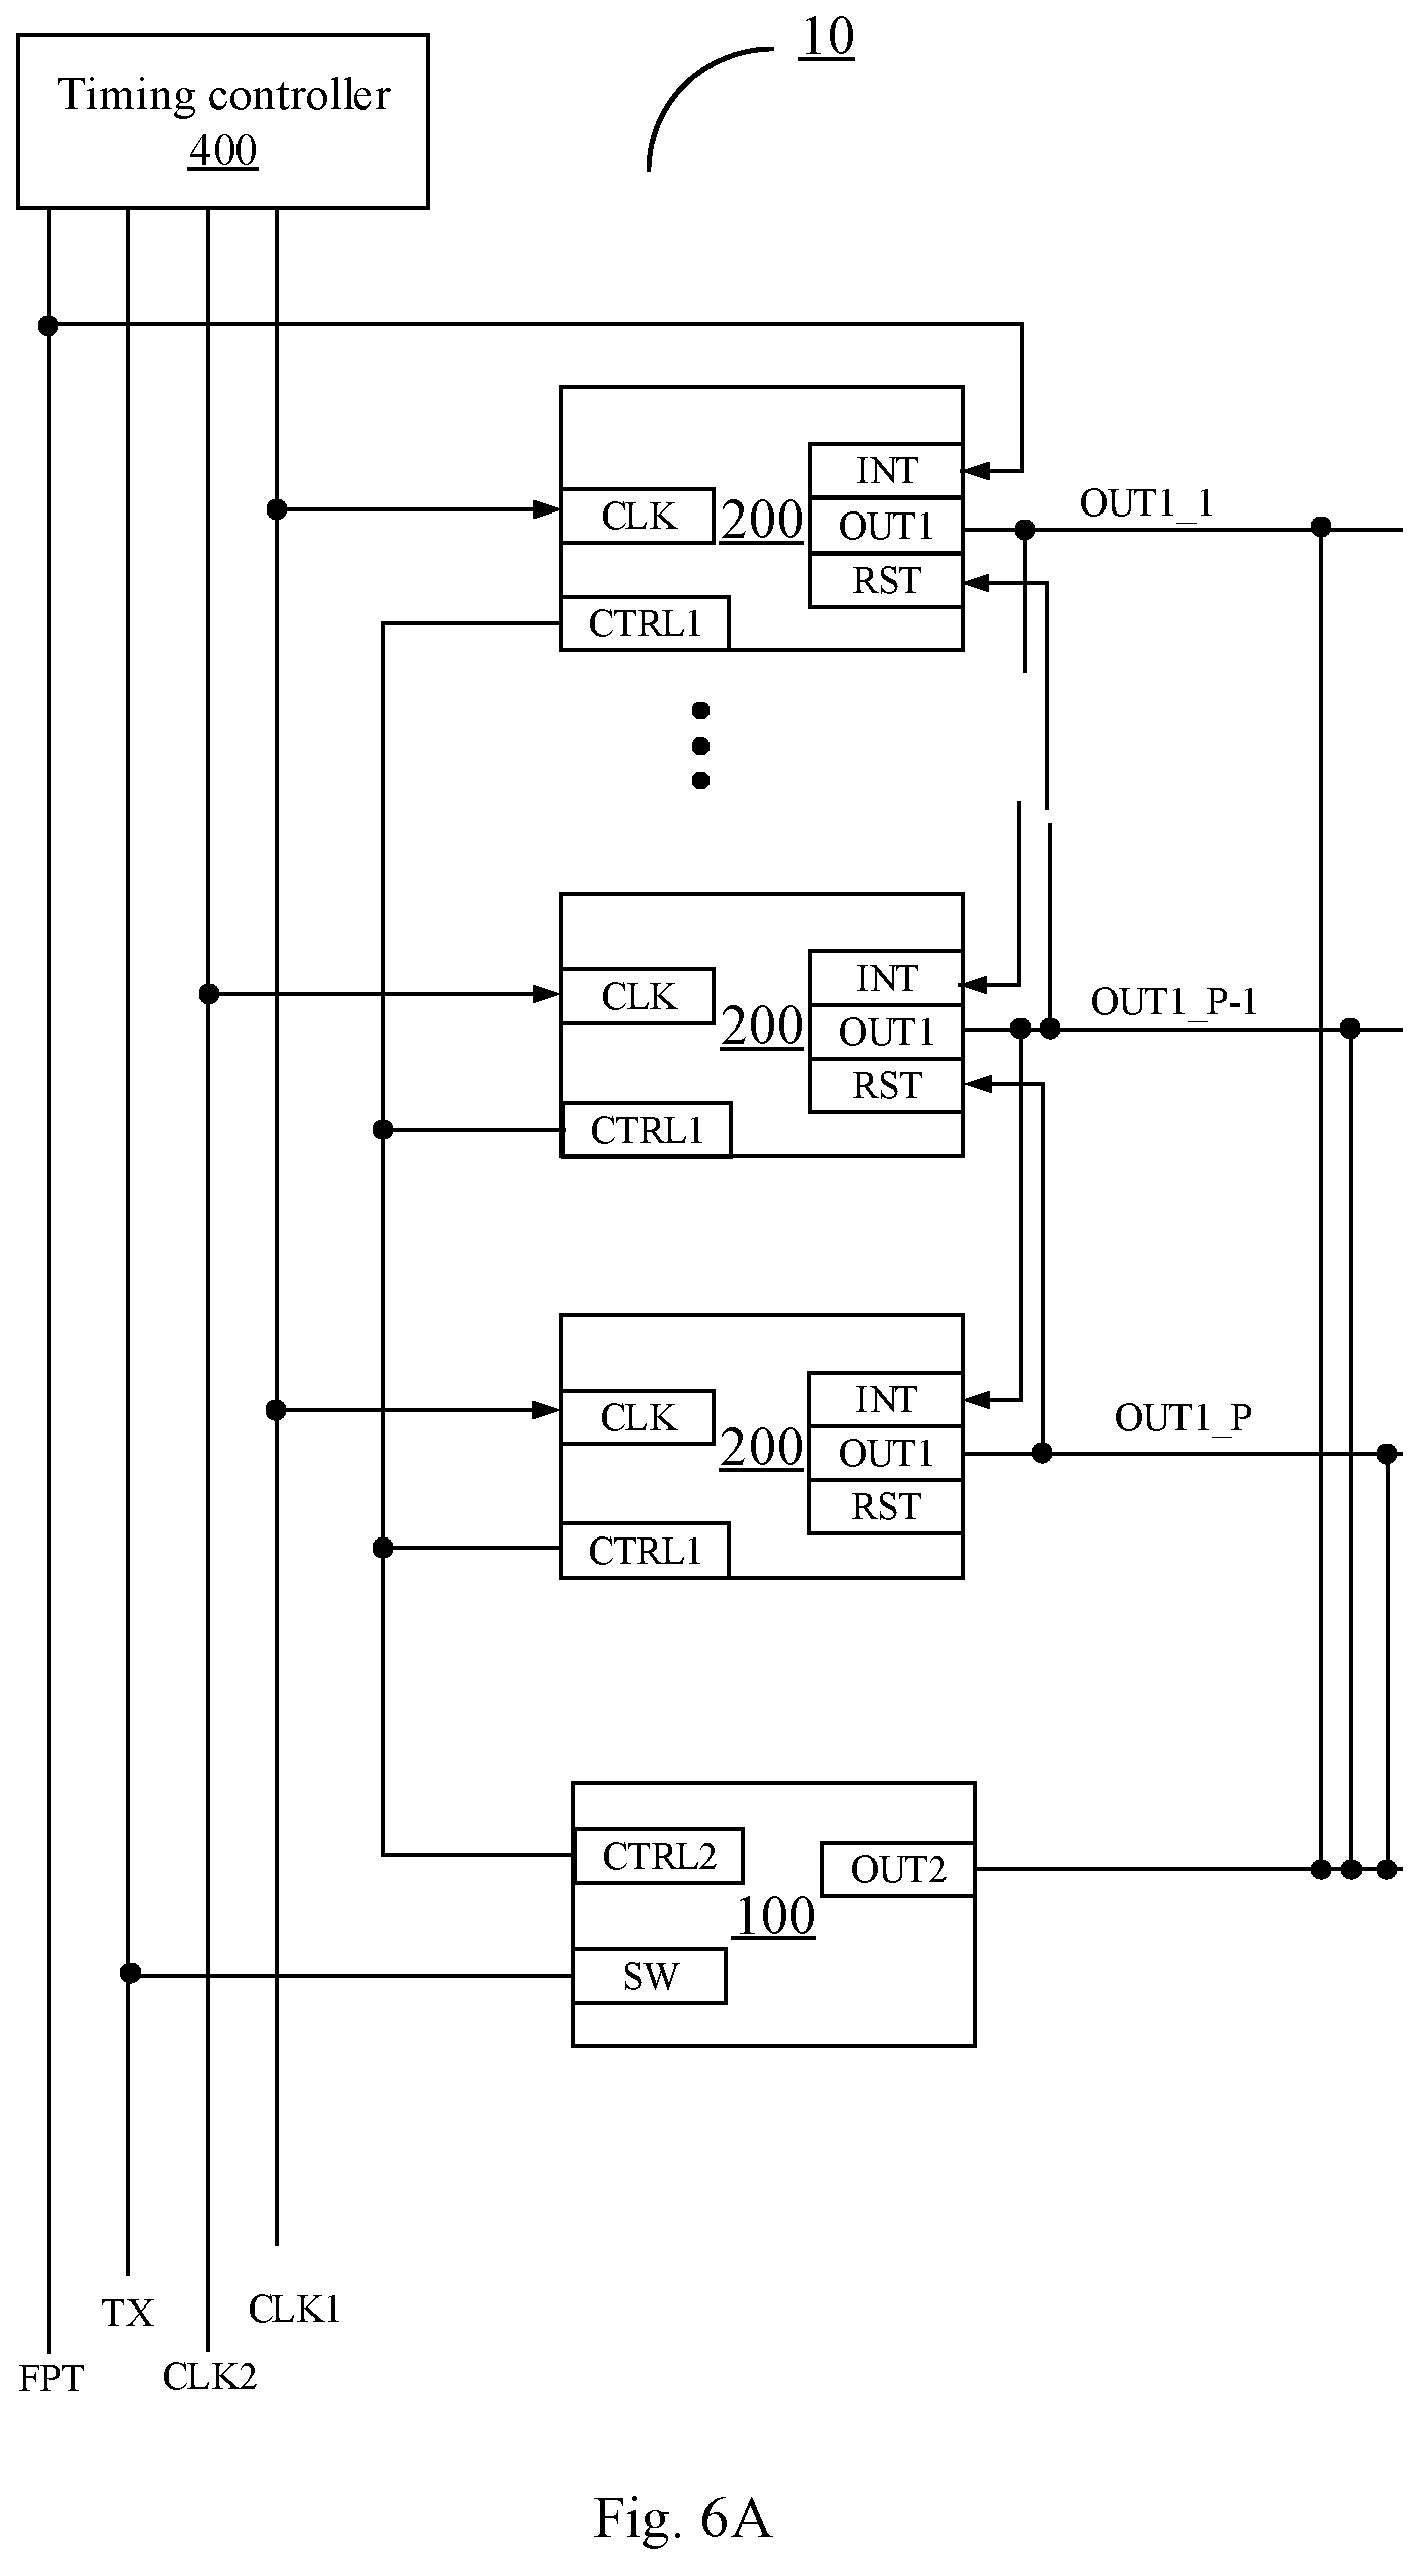 10
Timing controller
400
INT
CLK
200
OUT1
OUT1_1
RST
CTRL1
INT
CLK
200
OUT1
OUT1_P-1
RST
CTRL1
INT
CLK
200
OUT1
OUT1_P
RST
CTRL1
CTRL2
OUT2
100
SW
TX
CLK1
FPT
CLK2
Fig. 6A